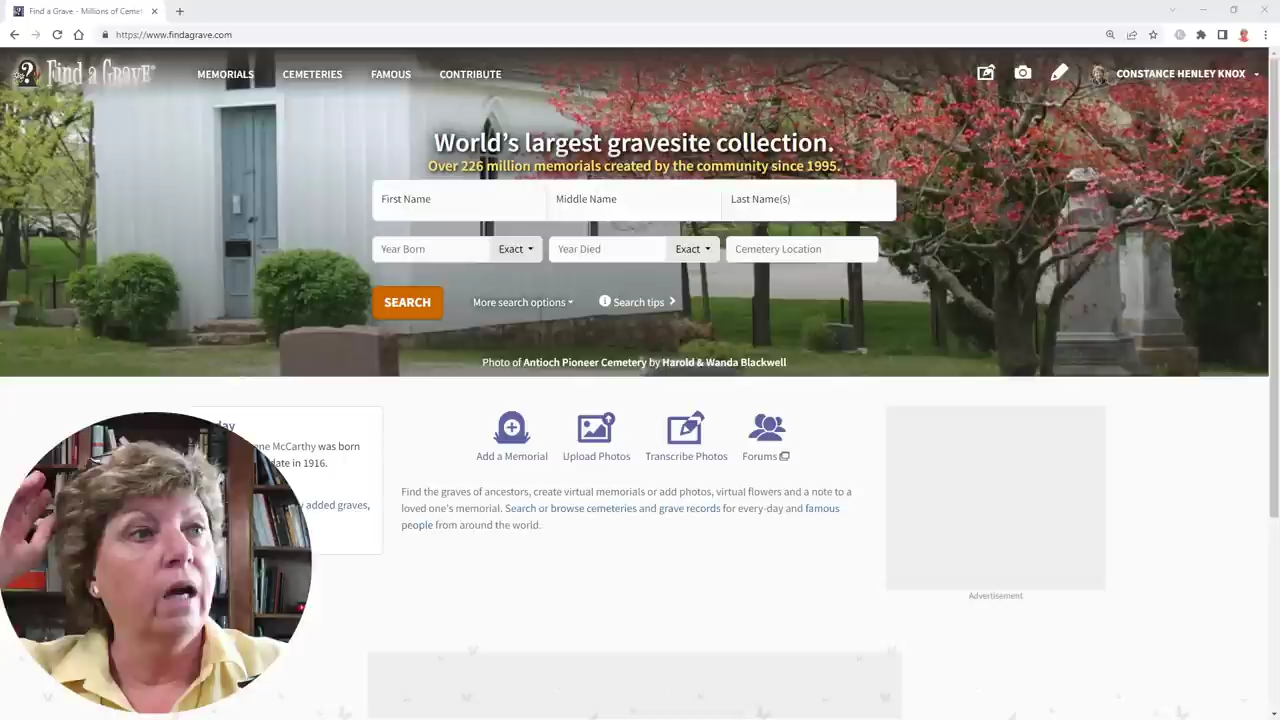 Find a Grave - Millions of Cemet
https://www.findagrave.com
Find a Grave®
MEMORIALS CEMETERIES FAMOUS CONTRIBUTE CONSTANCE HENLEY KNOX
World's largest gravesite collection.
Over 226 million memorials created by the community since 1995.
First Name Middle Name Last Name(s)
Year Born Exact Year Died Exact Cemetery Location
SEARCH More search options Search tips
Photo of Antioch Pioneer Cemetery by Harold & Wanda Blackwell
McCarthy was born
in 1916.
added graves,
Add a Memorial Upload Photos Transcribe Photos Forums
Find the graves of ancestors, create virtual memorials or add photos, virtual flowers and a note to a
loved one's memorial. Search or browse cemeteries and grave records for every-day and famous
people from around the world.
Advertisement